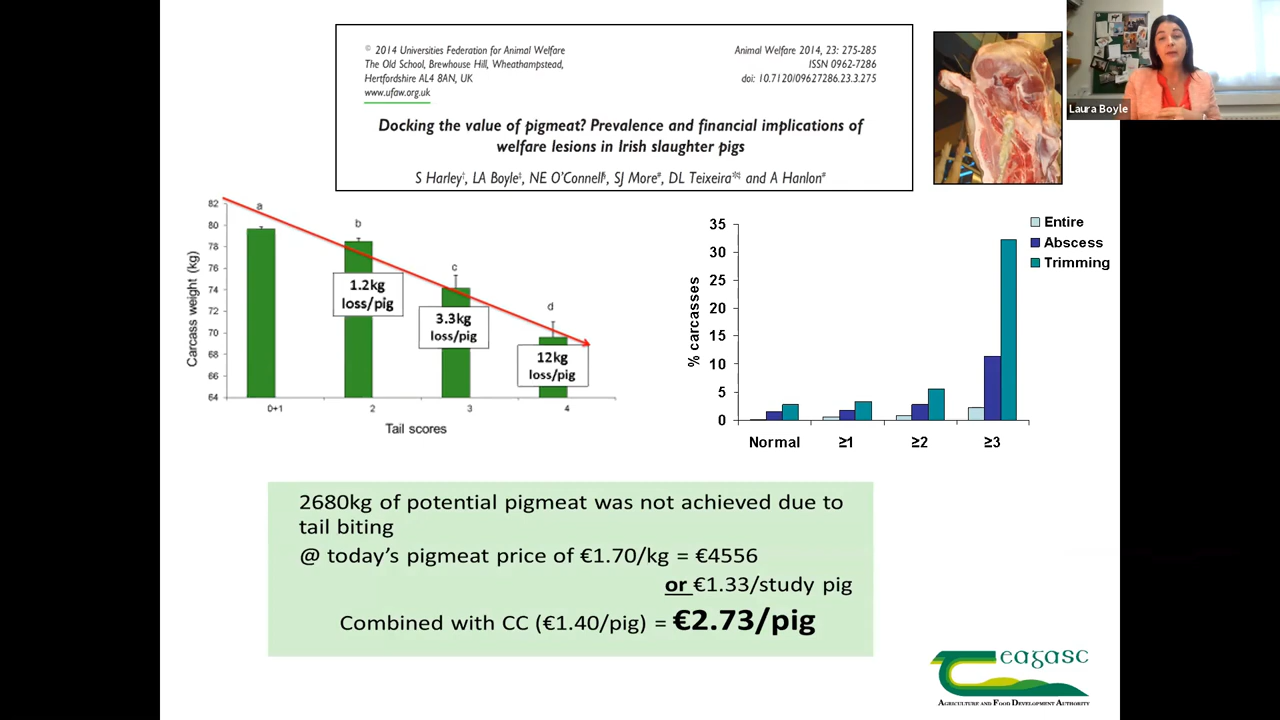 © 2014 Universities Federation for Animal Welfare
The Old School, Brewhouse Hill, Wheathampstead,
Hertfordshire AL4 8AN, UK
www.ufaw.org.uk
Animal Welfare 2014, 23: 275-285
ISSN 0962-7286
doi: 10.7120/09627286.23.3.275
Docking the value of pigmeat? Prevalence and financial implications of
welfare lesions in Irish slaughter pigs
S Harley†, LA Boyle‡, NE O'Connell§, SJ More#, DL Teixeira and A Hanlon#
Laura Boyle
82
80
78
76
74
72
70
68
66
64
Carcass weight (kg)
a
b
c
d
1.2kg
loss/pig
3.3kg
loss/pig
12kg
loss/pig
0+1
2
3
4
Tail scores
35
30
25
20
15
10
5
0
% carcasses
Entire
Abscess
Trimming
Normal
≥1
≥2
≥3
2680kg of potential pigmeat was not achieved due to
tail biting
@ today's pigmeat price of €1.70/kg = €4556
or €1.33/study pig
Combined with CC (€1.40/pig) = €2.73/pig
Teagasc
AGRICULTURE AND FOOD DEVELOPMENT AUTHORITY